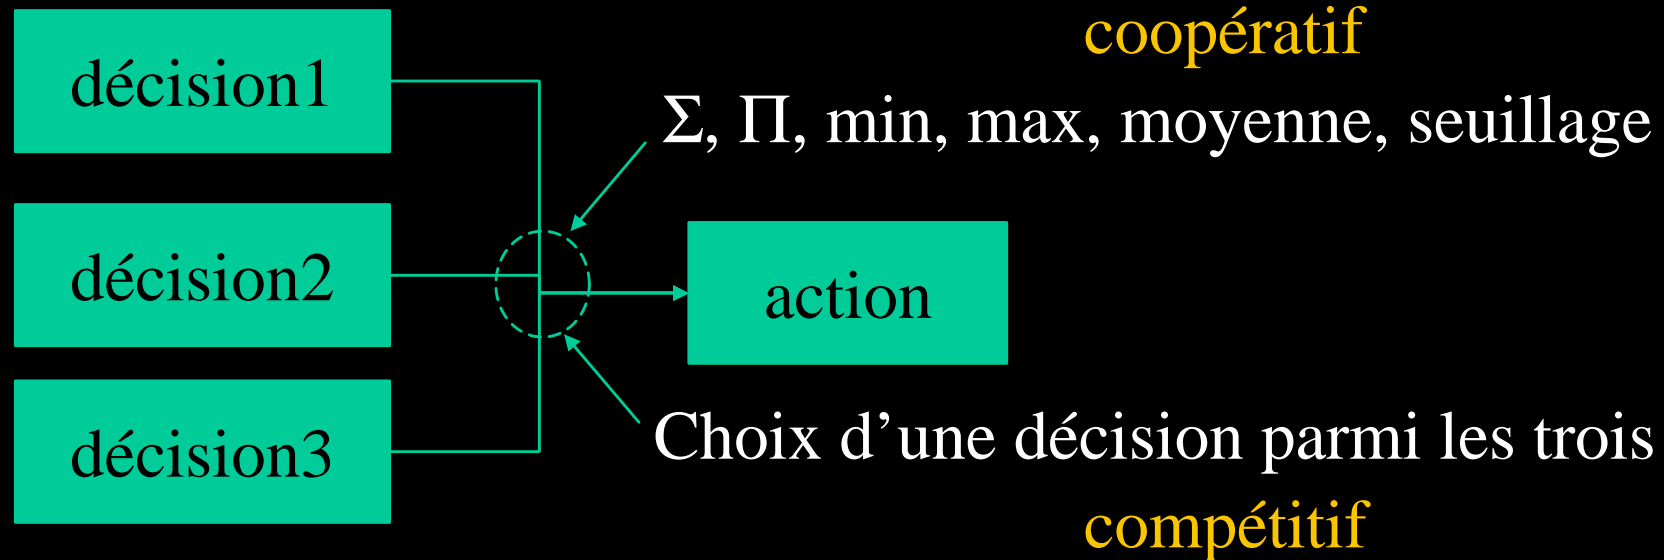 coopératif
décision1
Σ, Π, min, max, moyenne, seuillage
décision2
action
décision3
Choix d’une décision parmi les trois
compétitif